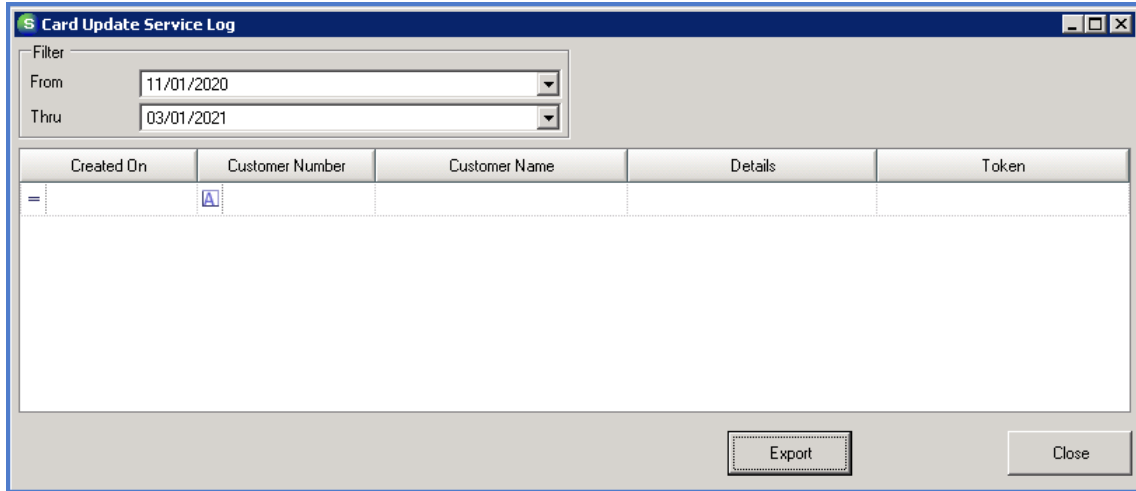 S Card Update Service Log
Filter
From 11/01/2020
Thru 03/01/2021
Created On Customer Number Customer Name Details Token
= A
Export Close